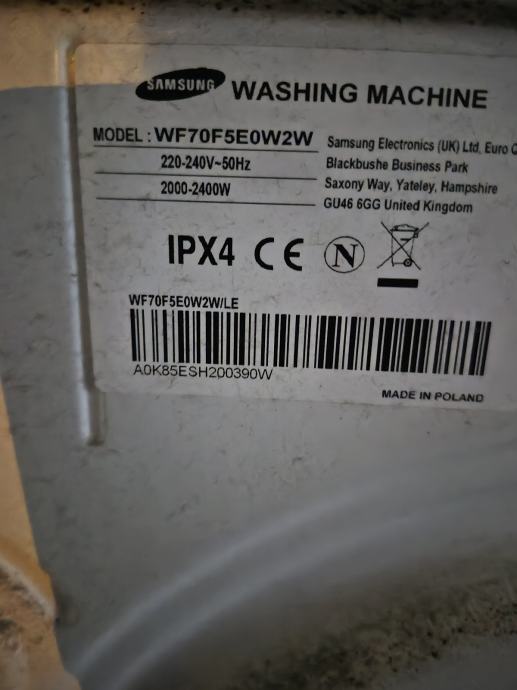 SAMSUNG WASHING MACHINE
MODEL : WF70F5E0W2W
220-240V~50Hz
2000-2400W
Samsung Electronics (UK) Ltd, Euro
Blackbushe Business Park
Saxony Way, Yateley, Hampshire
GU46 6GG United Kingdom
IPX4 CE N
WF70F5E0W2W/LE
A0K85ESH200390W
MADE IN POLAND